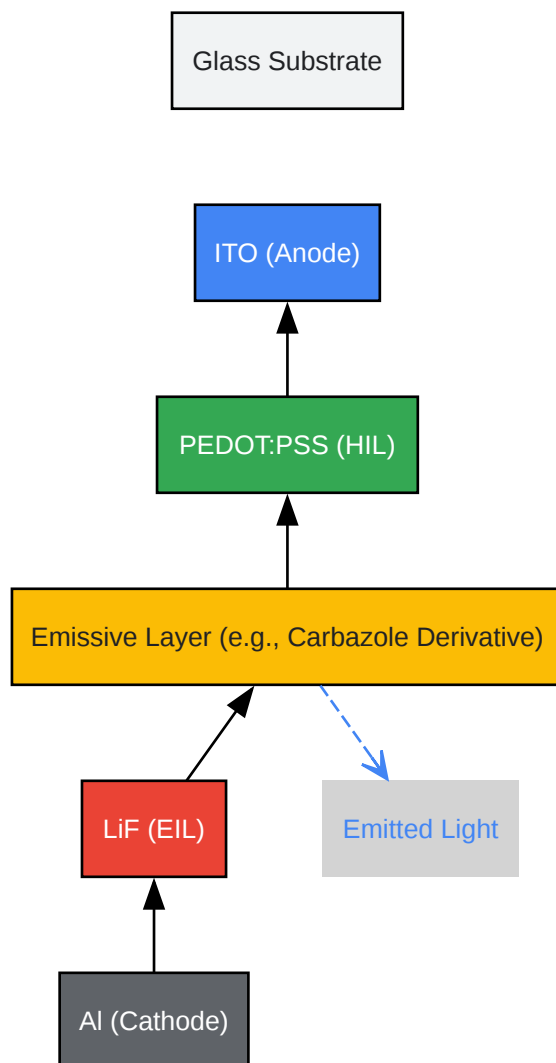 Glass Substrate
ITO (Anode)
PEDOT:PSS (HIL)
Emissive Layer (e.g., Carbazole Derivative)
LiF (EIL)
Emitted Light
Al (Cathode)